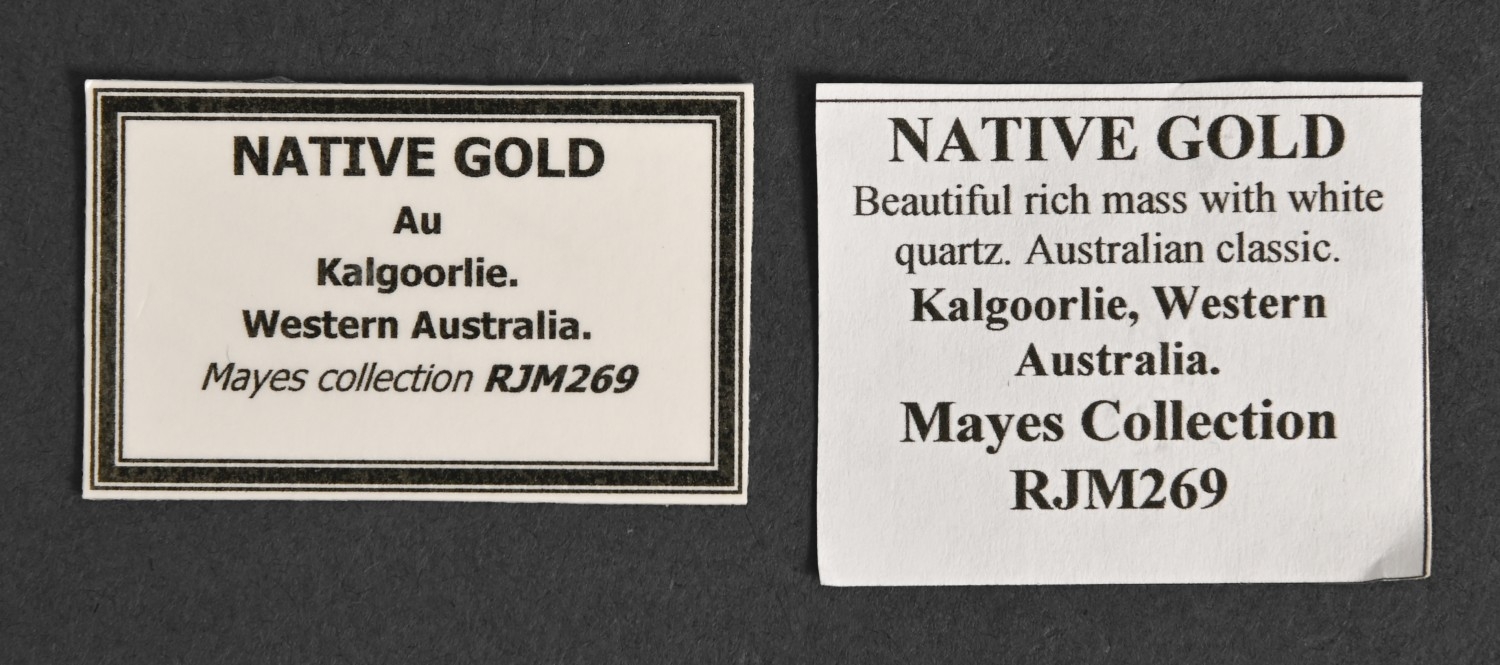 NATIVE GOLD
Au
Kalgoorlie.
Western Australia.
Mayes collection RJM269
NATIVE GOLD
Beautiful rich mass with white
quartz. Australian classic.
Kalgoorlie, Western
Australia.
Mayes Collection
RJM269